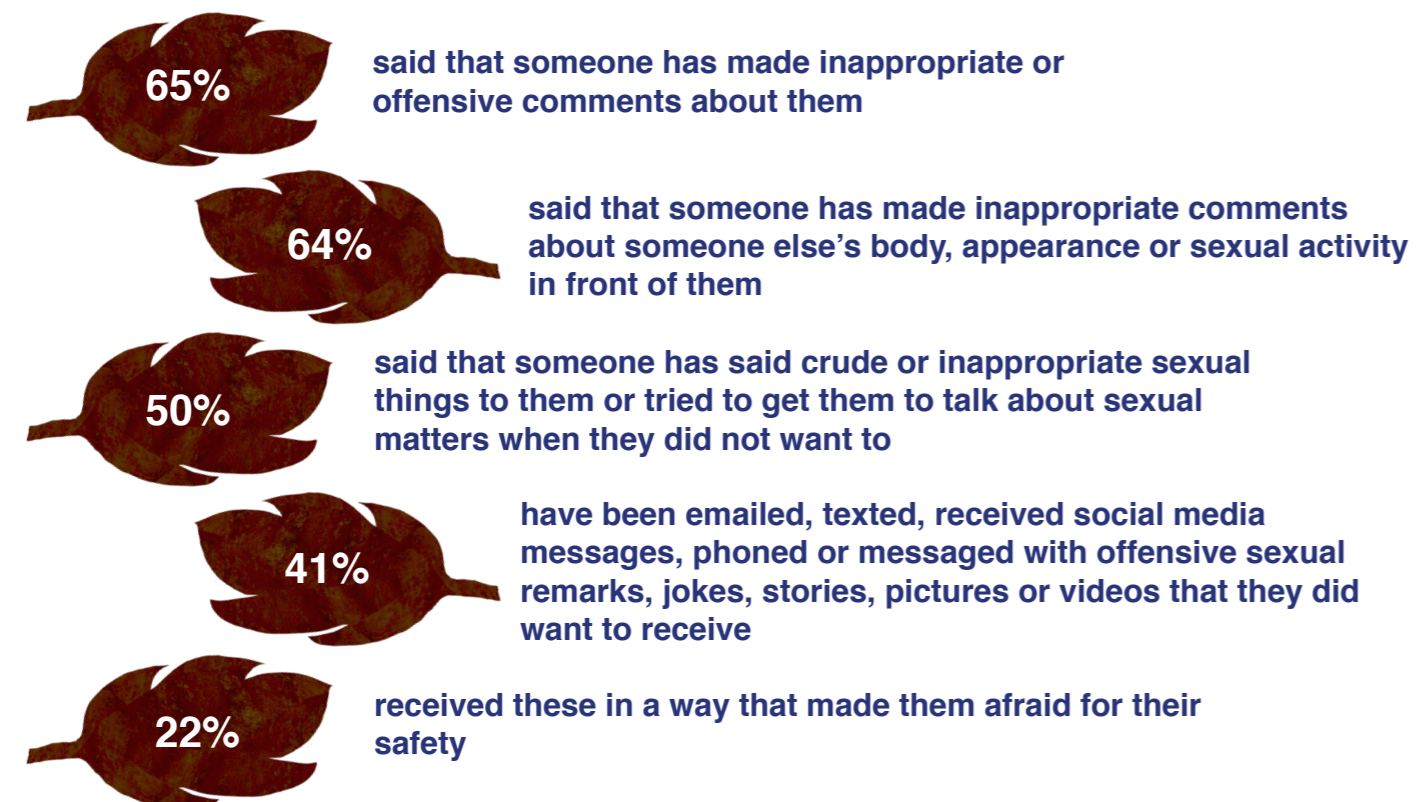 65%
said that someone has made inappropriate or
offensive comments about them
64%
said that someone has made inappropriate comments
about someone else’s body, appearance or sexual activity
in front of them
50%
said that someone has said crude or inappropriate sexual
things to them or tried to get them to talk about sexual
matters when they did not want to
41%
have been emailed, texted, received social media
messages, phoned or messaged with offensive sexual
remarks, jokes, stories, pictures or videos that they did
want to receive
22%
received these in a way that made them afraid for their
safety